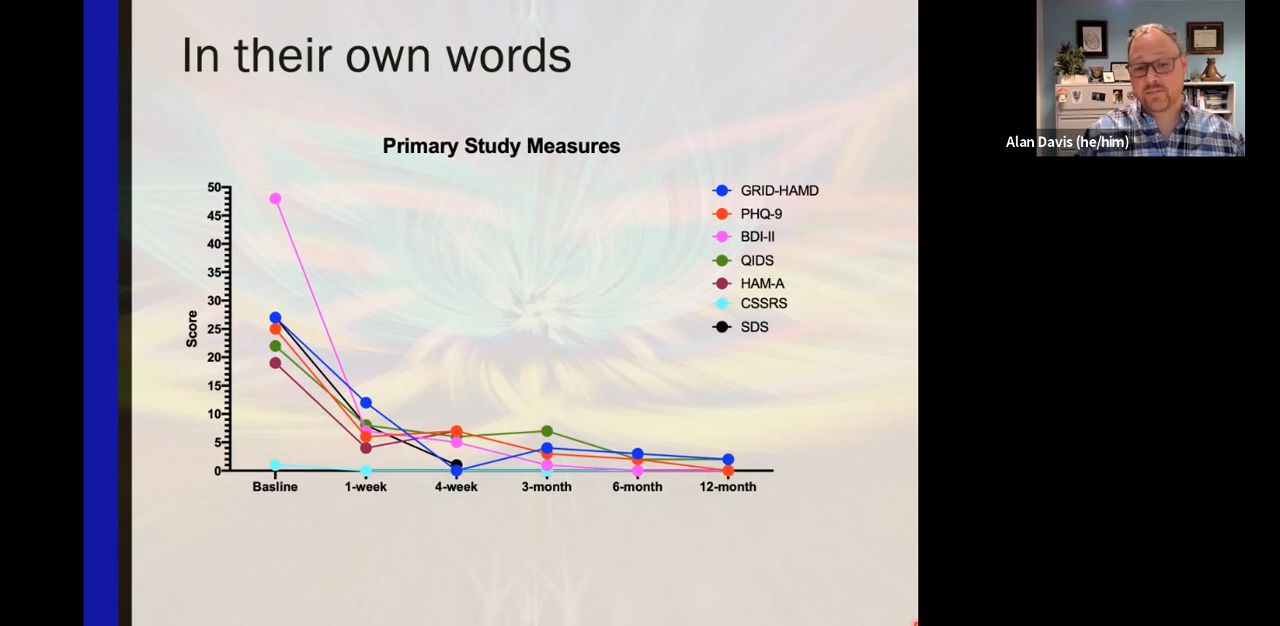 In their own words
Primary Study Measures
50
45
40
35
30
25
20
15
10
5
0
Score
Basline
1-week
4-week
3-month
6-month
12-month
GRID-HAMD
PHQ-9
BDI-II
QIDS
HAM-A
CSSRS
SDS
Alan Davis (he/him)